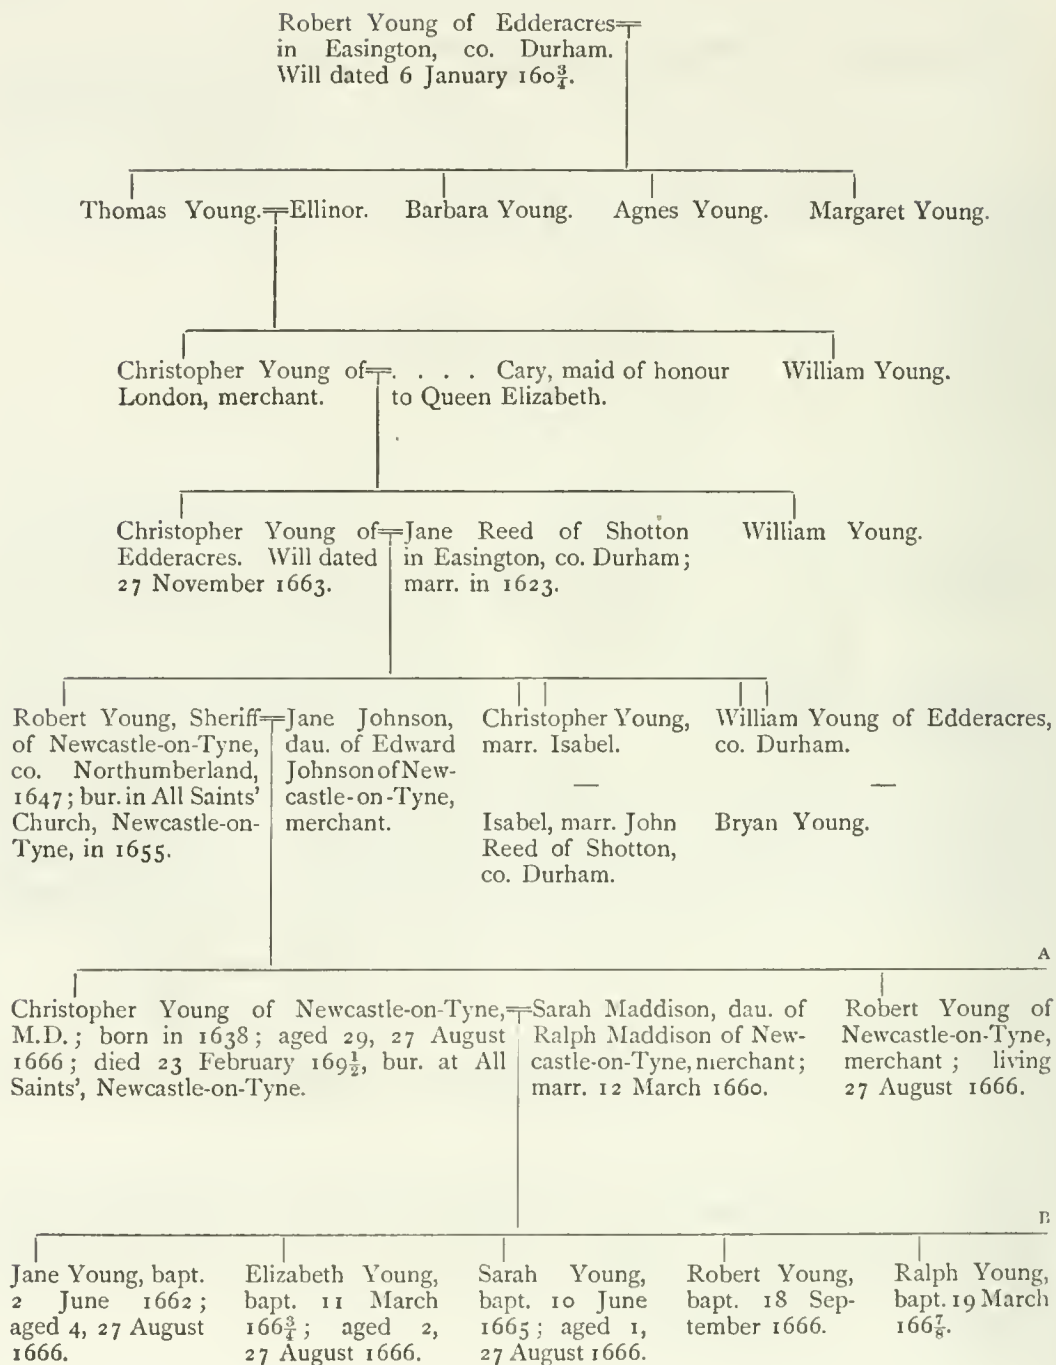 Robert Young of Edderacres
in Easington, co. Durham.
Will dated 6 January 160¾.
Thomas Young. Ellinor. Barbara Young. Agnes Young. Margaret Young.
Christopher Young of
London, merchant.
. . . . Cary, maid of honour
to Queen Elizabeth.
William Young.
Christopher Young of
Edderacres. Will dated
27 November 1663.
Jane Reed of Shotton
in Easington, co. Durham;
marr. in 1623.
William Young.
Robert Young, Sheriff
of Newcastle-on-Tyne,
co. Northumberland,
1647; bur. in All Saints'
Church, Newcastle-on-
Tyne, in 1655.
Jane Johnson,
dau. of Edward
Johnson of New-
castle-on-Tyne,
merchant.
Christopher Young,
marr. Isabel.
—
Isabel, marr. John
Reed of Shotton,
co. Durham.
William Young of Edderacres,
co. Durham.
—
Bryan Young.
A
Christopher Young of Newcastle-on-Tyne,
M.D.; born in 1638; aged 29, 27 August
1666; died 23 February 169½, bur. at All
Saints', Newcastle-on-Tyne.
Sarah Maddison, dau. of
Ralph Maddison of New-
castle-on-Tyne, merchant;
marr. 12 March 1660.
Robert Young of
Newcastle-on-Tyne,
merchant; living
27 August 1666.
B
Jane Young, bapt.
2 June 1662;
aged 4, 27 August
1666.
Elizabeth Young,
bapt. 11 March
166¾; aged 2,
27 August 1666.
Sarah Young,
bapt. 10 June
1665; aged 1,
27 August 1666.
Robert Young,
bapt. 18 Sep-
tember 1666.
Ralph Young,
bapt. 19 March
166⅞.